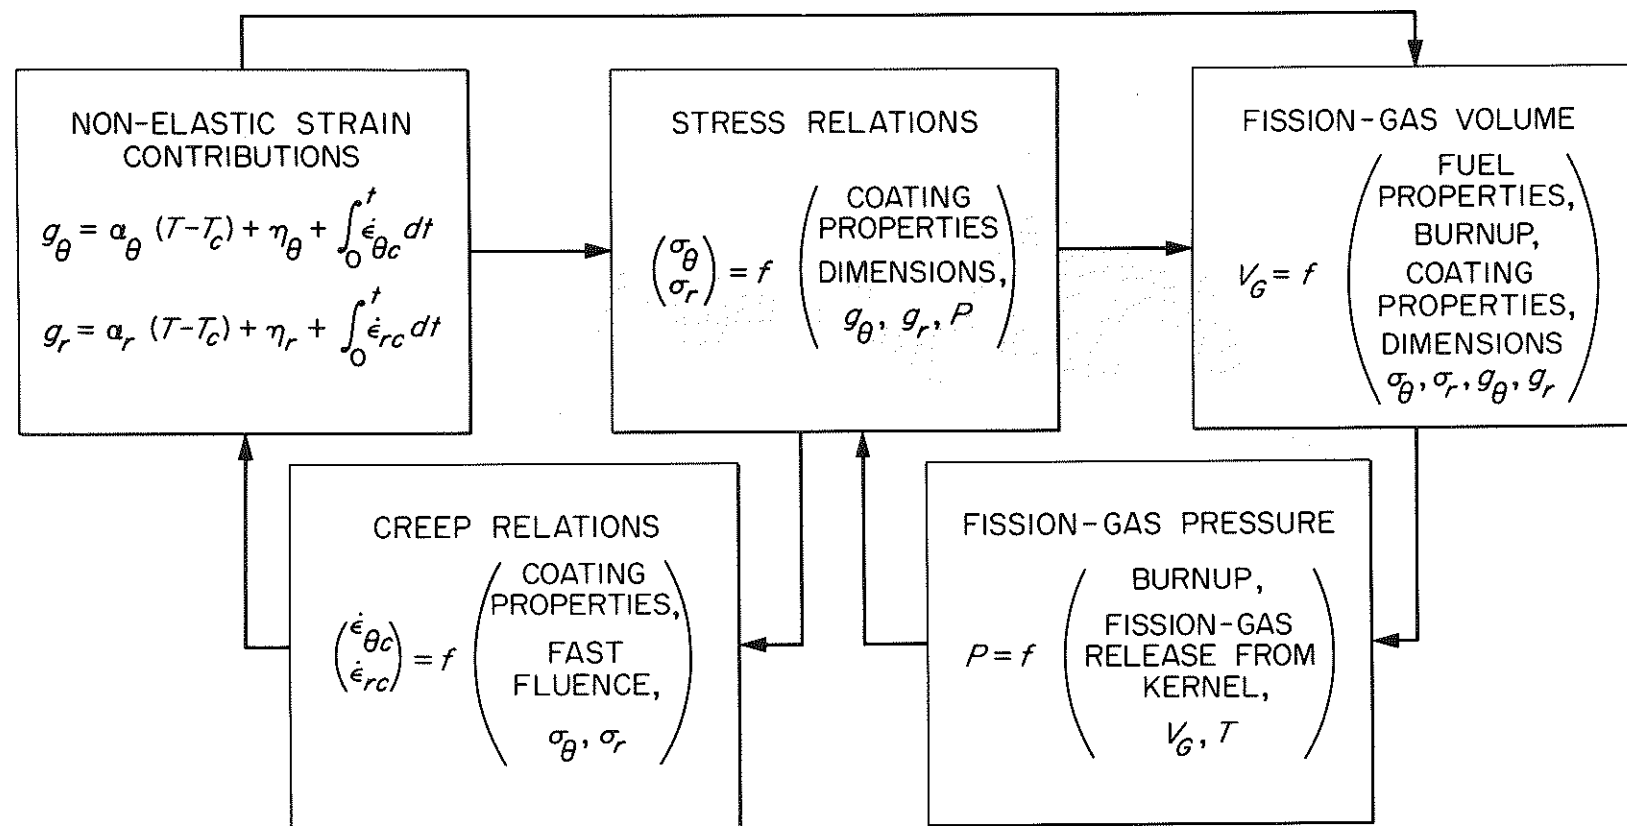 NON-ELASTIC STRAIN
CONTRIBUTIONS
g_θ = α_θ (T-T_c) + η_θ + ∫_0^t ε̇_θc dt
g_r = α_r (T-T_c) + η_r + ∫_0^t ε̇_rc dt
STRESS RELATIONS
(σ_θ
σ_r) = f
(COATING
PROPERTIES
DIMENSIONS,
g_θ, g_r, P)
FISSION-GAS VOLUME
V_G = f
(FUEL
PROPERTIES,
BURNUP,
COATING
PROPERTIES,
DIMENSIONS
σ_θ, σ_r, g_θ, g_r)
CREEP RELATIONS
(ε̇_θc
ε̇_rc) = f
(COATING
PROPERTIES,
FAST
FLUENCE,
σ_θ, σ_r)
FISSION-GAS PRESSURE
P = f
(BURNUP,
FISSION-GAS
RELEASE FROM
KERNEL,
V_G, T)